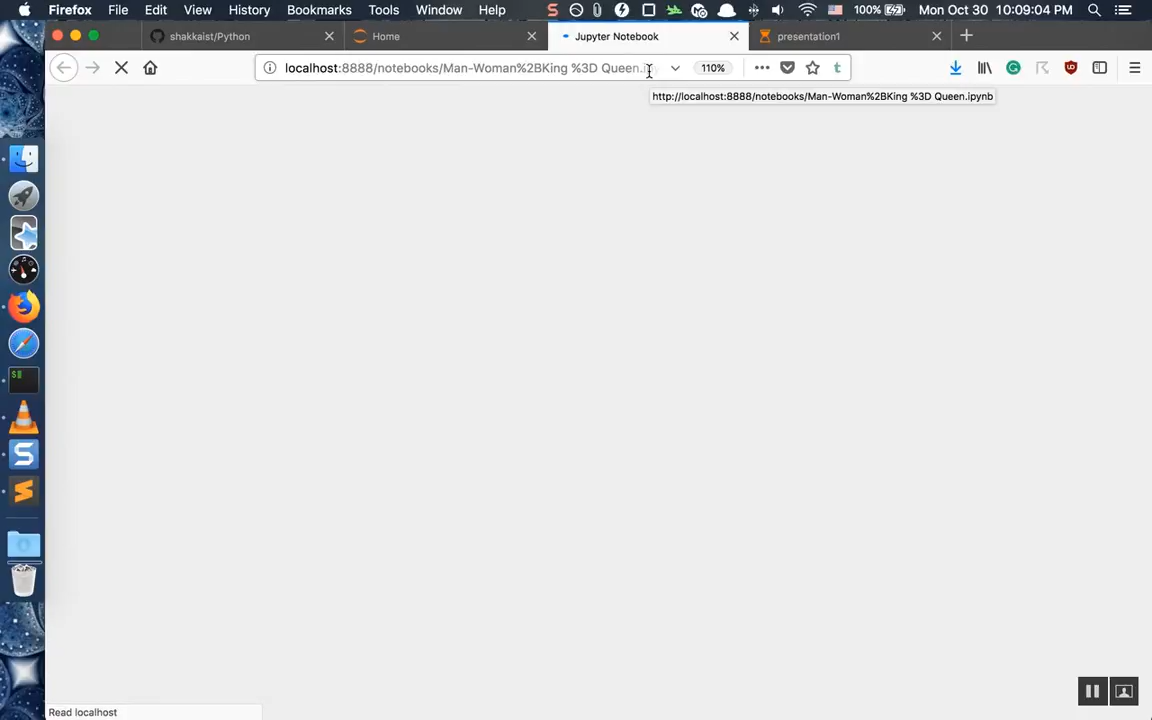 Firefox File Edit View History Bookmarks Tools Window Help 100% Mon Oct 30 10:09:04 PM
shakkaist/Python Home Jupyter Notebook presentation1
localhost:8888/notebooks/Man-Woman%2BKing %3D Queen.ipy 110%
http://localhost:8888/notebooks/Man-Woman%2BKing %3D Queen.ipynb
Read localhost